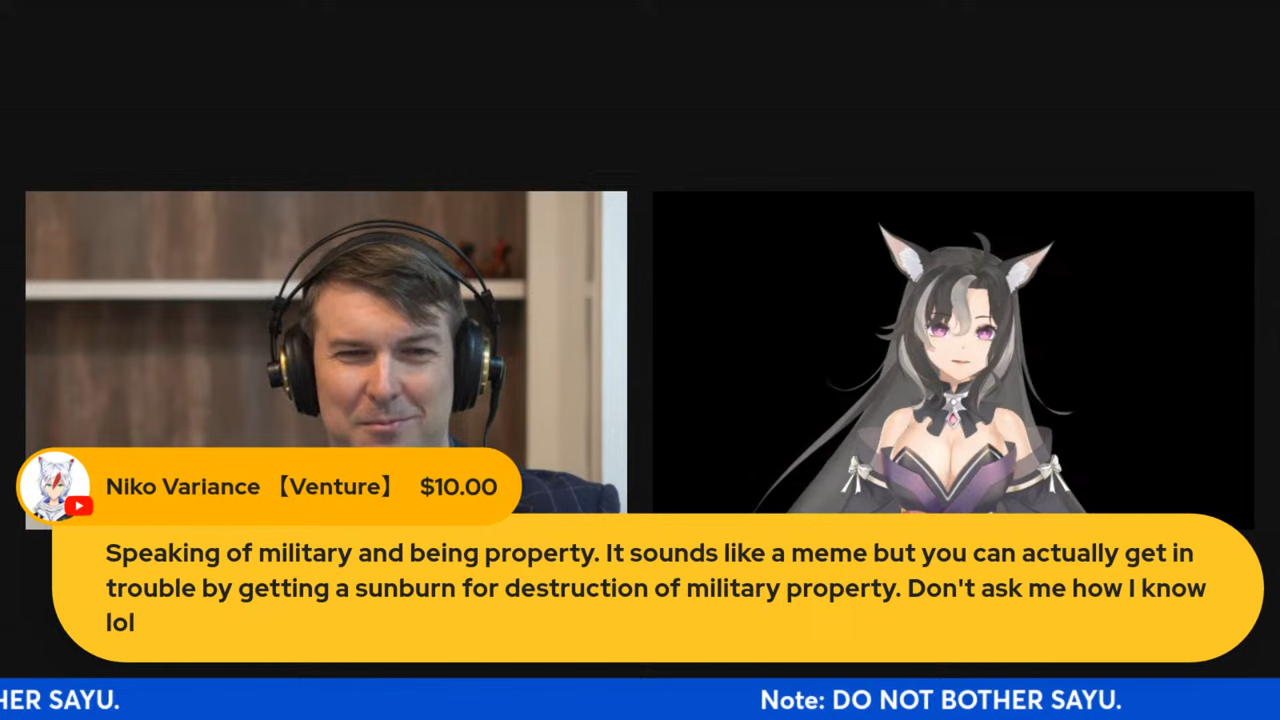 Niko Variance 【Venture】 $10.00
Speaking of military and being property. It sounds like a meme but you can actually get in
trouble by getting a sunburn for destruction of military property. Don't ask me how I know
lol
HER SAYU. Note: DO NOT BOTHER SAYU.